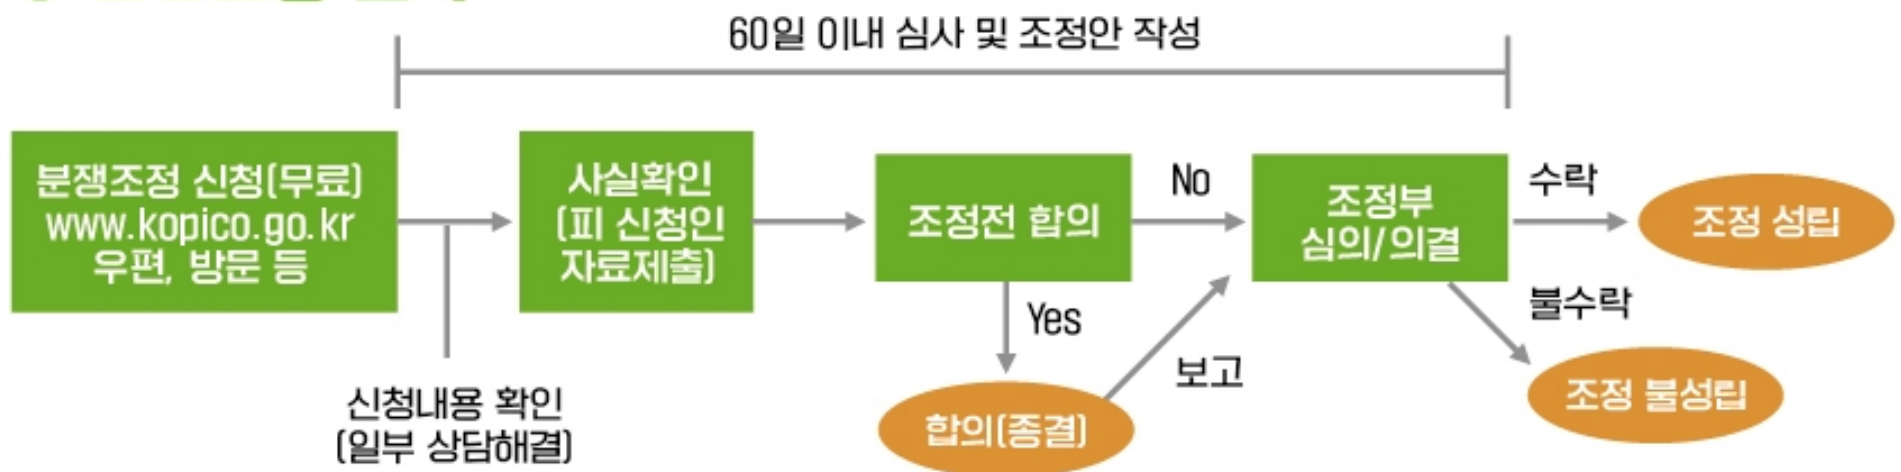 60일 이내 심사 및 조정안 작성
분쟁조정 신청(무료)
www.kopico.go.kr
우편, 방문 등
사실확인
(피 신청인
자료제출)
조정전 합의
No
조정부
심의/의결
수락
조정 성립
Yes
보고
불수락
조정 불성립
신청내용 확인
(일부 상담해결)
합의(종결)